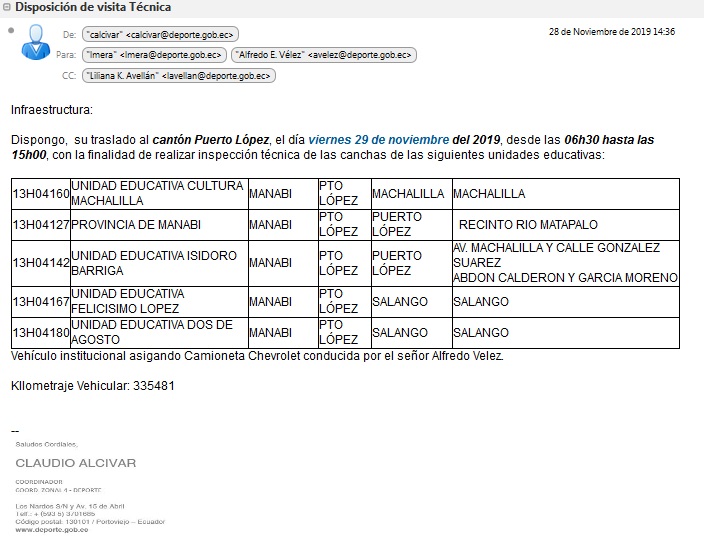 Disposición de visita Técnica
De: "calcivar" <calcivar@deporte.gob.ec>
28 de Noviembre de 2019 14:36
Para: "lmera" <lmera@deporte.gob.ec> "Alfredo E. Vélez" <avelez@deporte.gob.ec>
CC: "Liliana K. Avellán" <lavellan@deporte.gob.ec>
Infraestructura:
Dispongo, su traslado al cantón Puerto López, el día viernes 29 de noviembre del 2019, desde las 06h30 hasta las
15h00, con la finalidad de realizar inspección técnica de las canchas de las siguientes unidades educativas:
13H04160 UNIDAD EDUCATIVA CULTURA MACHALILLA MANABI PTO LÓPEZ MACHALILLA MACHALILLA
13H04127 PROVINCIA DE MANABI MANABI PTO LÓPEZ PUERTO LÓPEZ RECINTO RIO MATAPALO
13H04142 UNIDAD EDUCATIVA ISIDORO BARRIGA MANABI PTO LÓPEZ PUERTO LÓPEZ AV. MACHALILLA Y CALLE GONZALEZ SUAREZ ABDON CALDERON Y GARCIA MORENO
13H04167 UNIDAD EDUCATIVA FELICISIMO LOPEZ MANABI PTO LÓPEZ SALANGO SALANGO
13H04180 UNIDAD EDUCATIVA DOS DE AGOSTO MANABI PTO LÓPEZ SALANGO SALANGO
Vehículo institucional asigando Camioneta Chevrolet conducida por el señor Alfredo Velez.
KIlometraje Vehicular: 335481
--
Saludos Cordiales,
CLAUDIO ALCIVAR
COORDINADOR
COORD. ZONAL 4 - DEPORTE
Los Nardos S/N y Av. 15 de Abril
Telf.: + (593 5) 3701685
Código postal: 130101 / Portoviejo – Ecuador
www.deporte.gob.ec